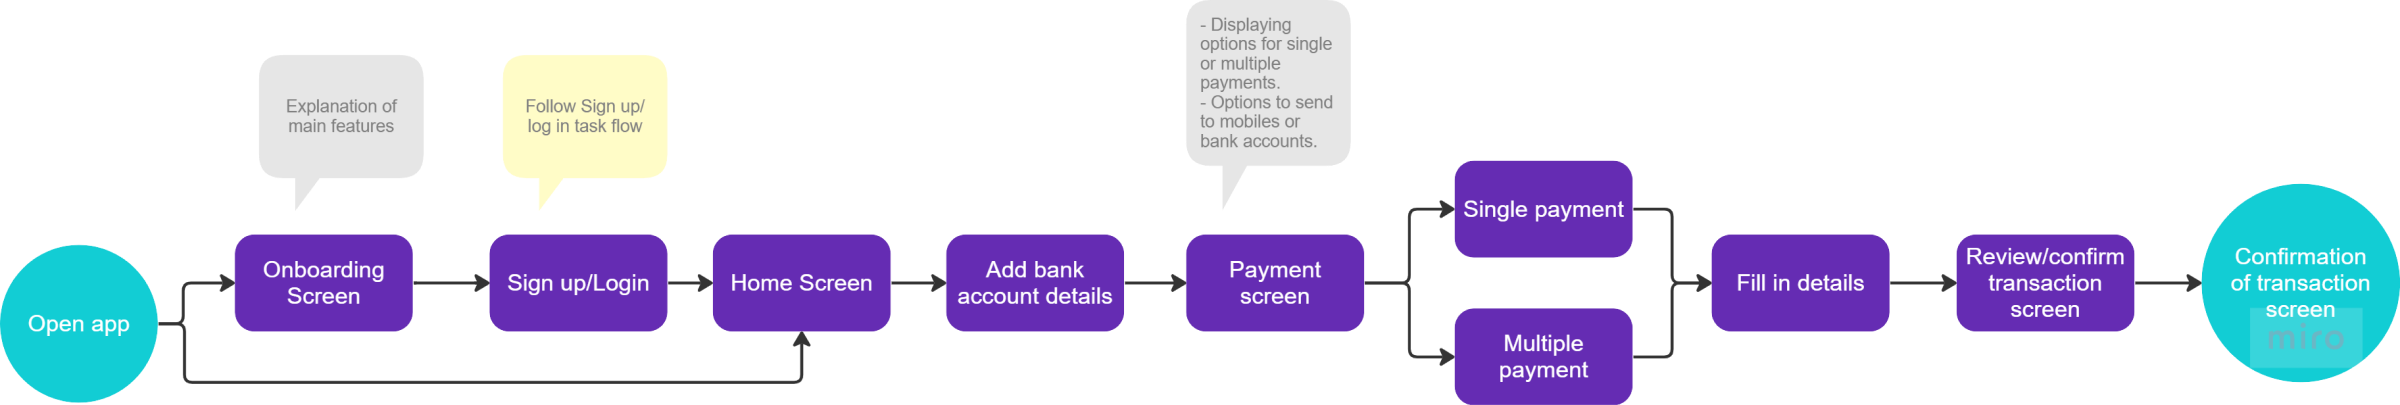 Open app
Explanation of
main features
Onboarding
Screen
Follow Sign up/
log in task flow
Sign up/Login
Home Screen
Add bank
account details
- Displaying
options for single
or multiple
payments.
- Options to send
to mobiles or
bank accounts.
Payment
screen
Single payment
Multiple
payment
Fill in details
Review/confirm
transaction
screen
Confirmation
of transaction
screen
miro